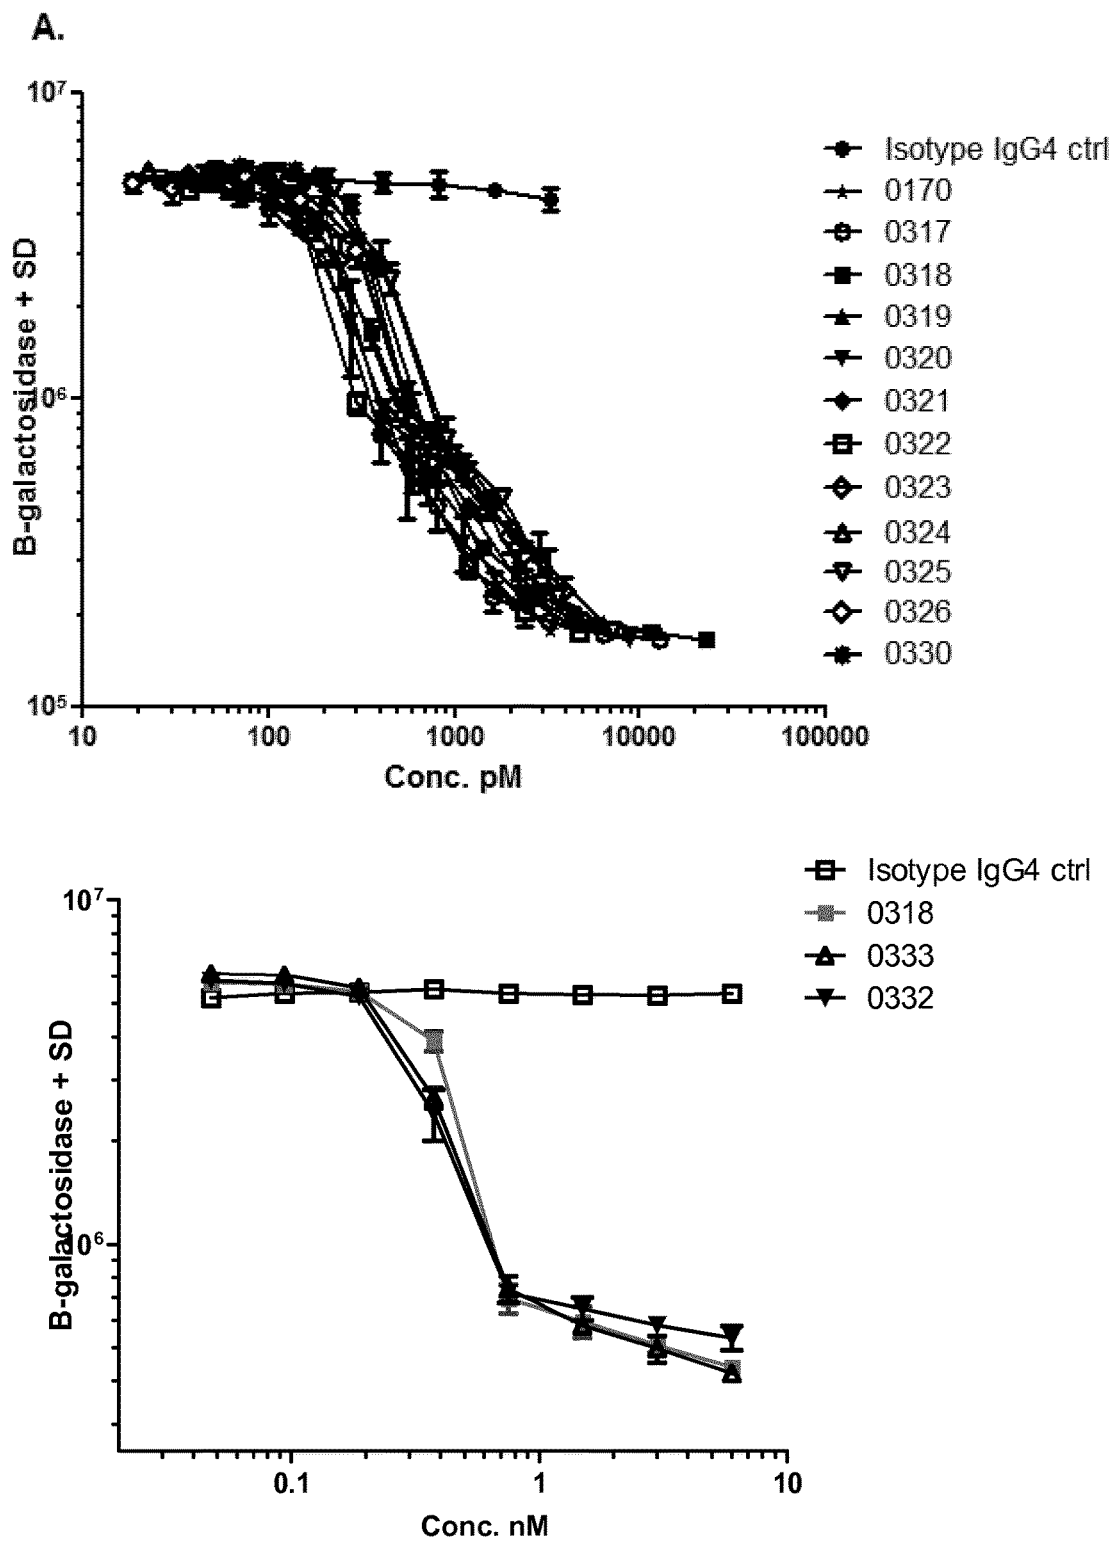 A.
10⁷
10⁶
10⁵
B-galactosidase + SD
10 100 1000 10000 100000
Conc. pM
Isotype IgG4 ctrl
0170
0317
0318
0319
0320
0321
0322
0323
0324
0325
0326
0330
10⁷
10⁶
B-galactosidase + SD
0.1 1 10
Conc. nM
Isotype IgG4 ctrl
0318
0333
0332